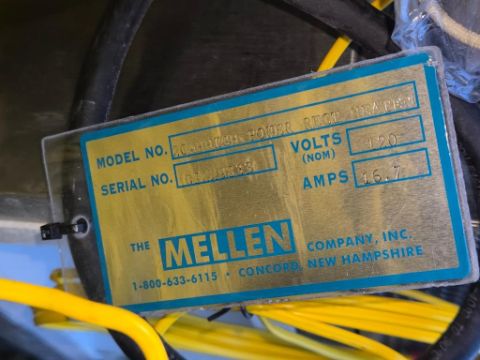 MODEL NO.
SERIAL NO.
VOLTS 120
(NOM)
AMPS 16.7
THE MELLEN COMPANY, INC.
1-800-633-6115 • CONCORD, NEW HAMPSHIRE